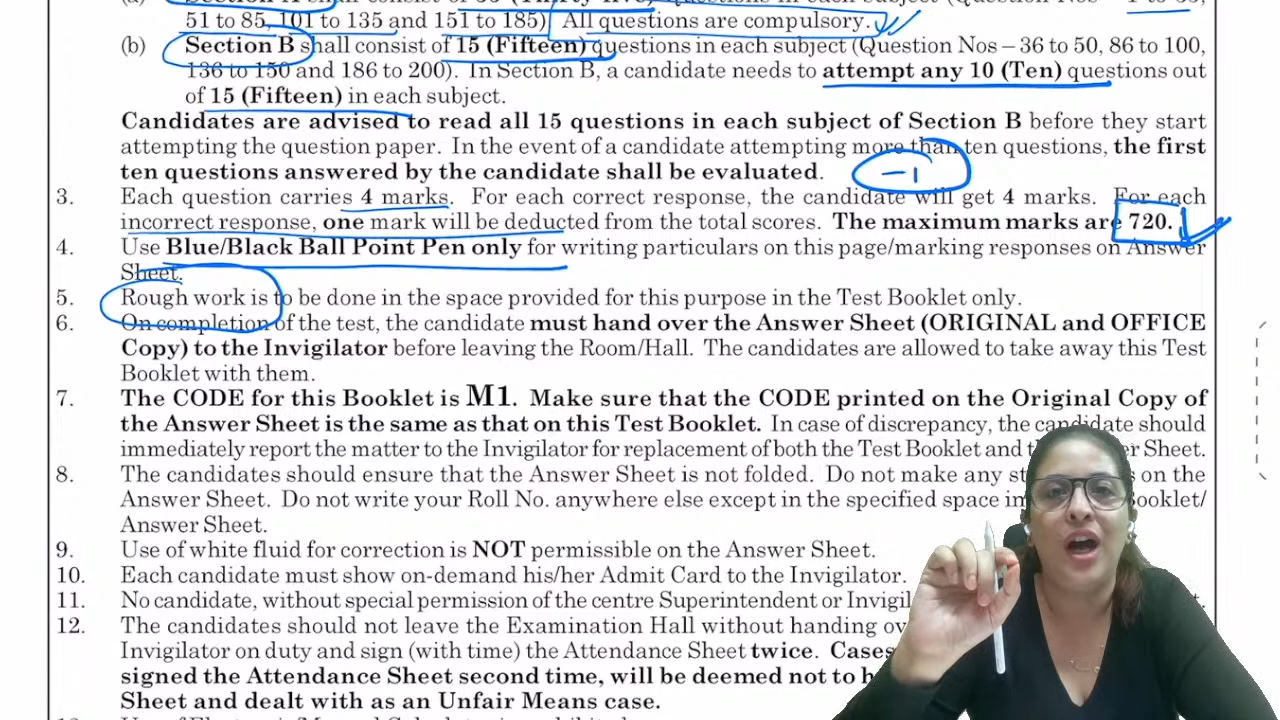 51 to 85, 101 to 135 and 151 to 185) All questions are compulsory.
(b) Section B shall consist of 15 (Fifteen) questions in each subject (Question Nos – 36 to 50, 86 to 100,
136 to 150 and 186 to 200). In Section B, a candidate needs to attempt any 10 (Ten) questions out
of 15 (Fifteen) in each subject.
Candidates are advised to read all 15 questions in each subject of Section B before they start
attempting the question paper. In the event of a candidate attempting more than ten questions, the first
ten questions answered by the candidate shall be evaluated. -1
3. Each question carries 4 marks. For each correct response, the candidate will get 4 marks. For each
incorrect response, one mark will be deducted from the total scores. The maximum marks are 720.
4. Use Blue/Black Ball Point Pen only for writing particulars on this page/marking responses on Answer
Sheet.
5. Rough work is to be done in the space provided for this purpose in the Test Booklet only.
6. On completion of the test, the candidate must hand over the Answer Sheet (ORIGINAL and OFFICE
Copy) to the Invigilator before leaving the Room/Hall. The candidates are allowed to take away this Test
Booklet with them.
7. The CODE for this Booklet is M1. Make sure that the CODE printed on the Original Copy of
the Answer Sheet is the same as that on this Test Booklet. In case of discrepancy, the candidate should
immediately report the matter to the Invigilator for replacement of both the Test Booklet and Sheet.
8. The candidates should ensure that the Answer Sheet is not folded. Do not make any on the
Answer Sheet. Do not write your Roll No. anywhere else except in the specified space in Booklet/
Answer Sheet.
9. Use of white fluid for correction is NOT permissible on the Answer Sheet.
10. Each candidate must show on-demand his/her Admit Card to the Invigilator.
11. No candidate, without special permission of the centre Superintendent or
12. The candidates should not leave the Examination Hall without handing
Invigilator on duty and sign (with time) the Attendance Sheet twice. Cases
signed the Attendance Sheet second time, will be deemed not to
Sheet and dealt with as an Unfair Means case.